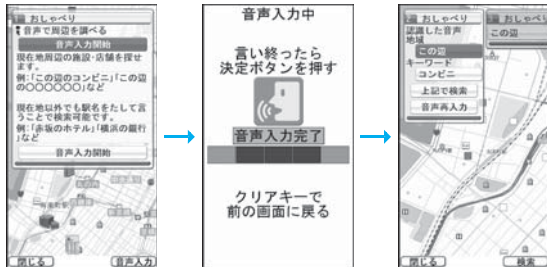 おしゃべり
音声で周辺を調べる
音声入力開始
現在地周辺の施設・店舗を探せ
ます。
例:「この辺のコンビニ」「この辺
の○○○○○○」など
現在地以外でも駅名をたして言
うことで検索可能です。
例:「赤坂のホテル」「横浜の銀行
」など
音声入力開始
閉じる
音声入力
音声入力中
言い終ったら
決定ボタンを押す
音声入力完了
クリアキーで
前の画面に戻る
おしゃべり
認識した音声
地域
この辺
キーワード
コンビニ
上記で検索
音声再入力
おしゃべり
この辺
閉じる
検索